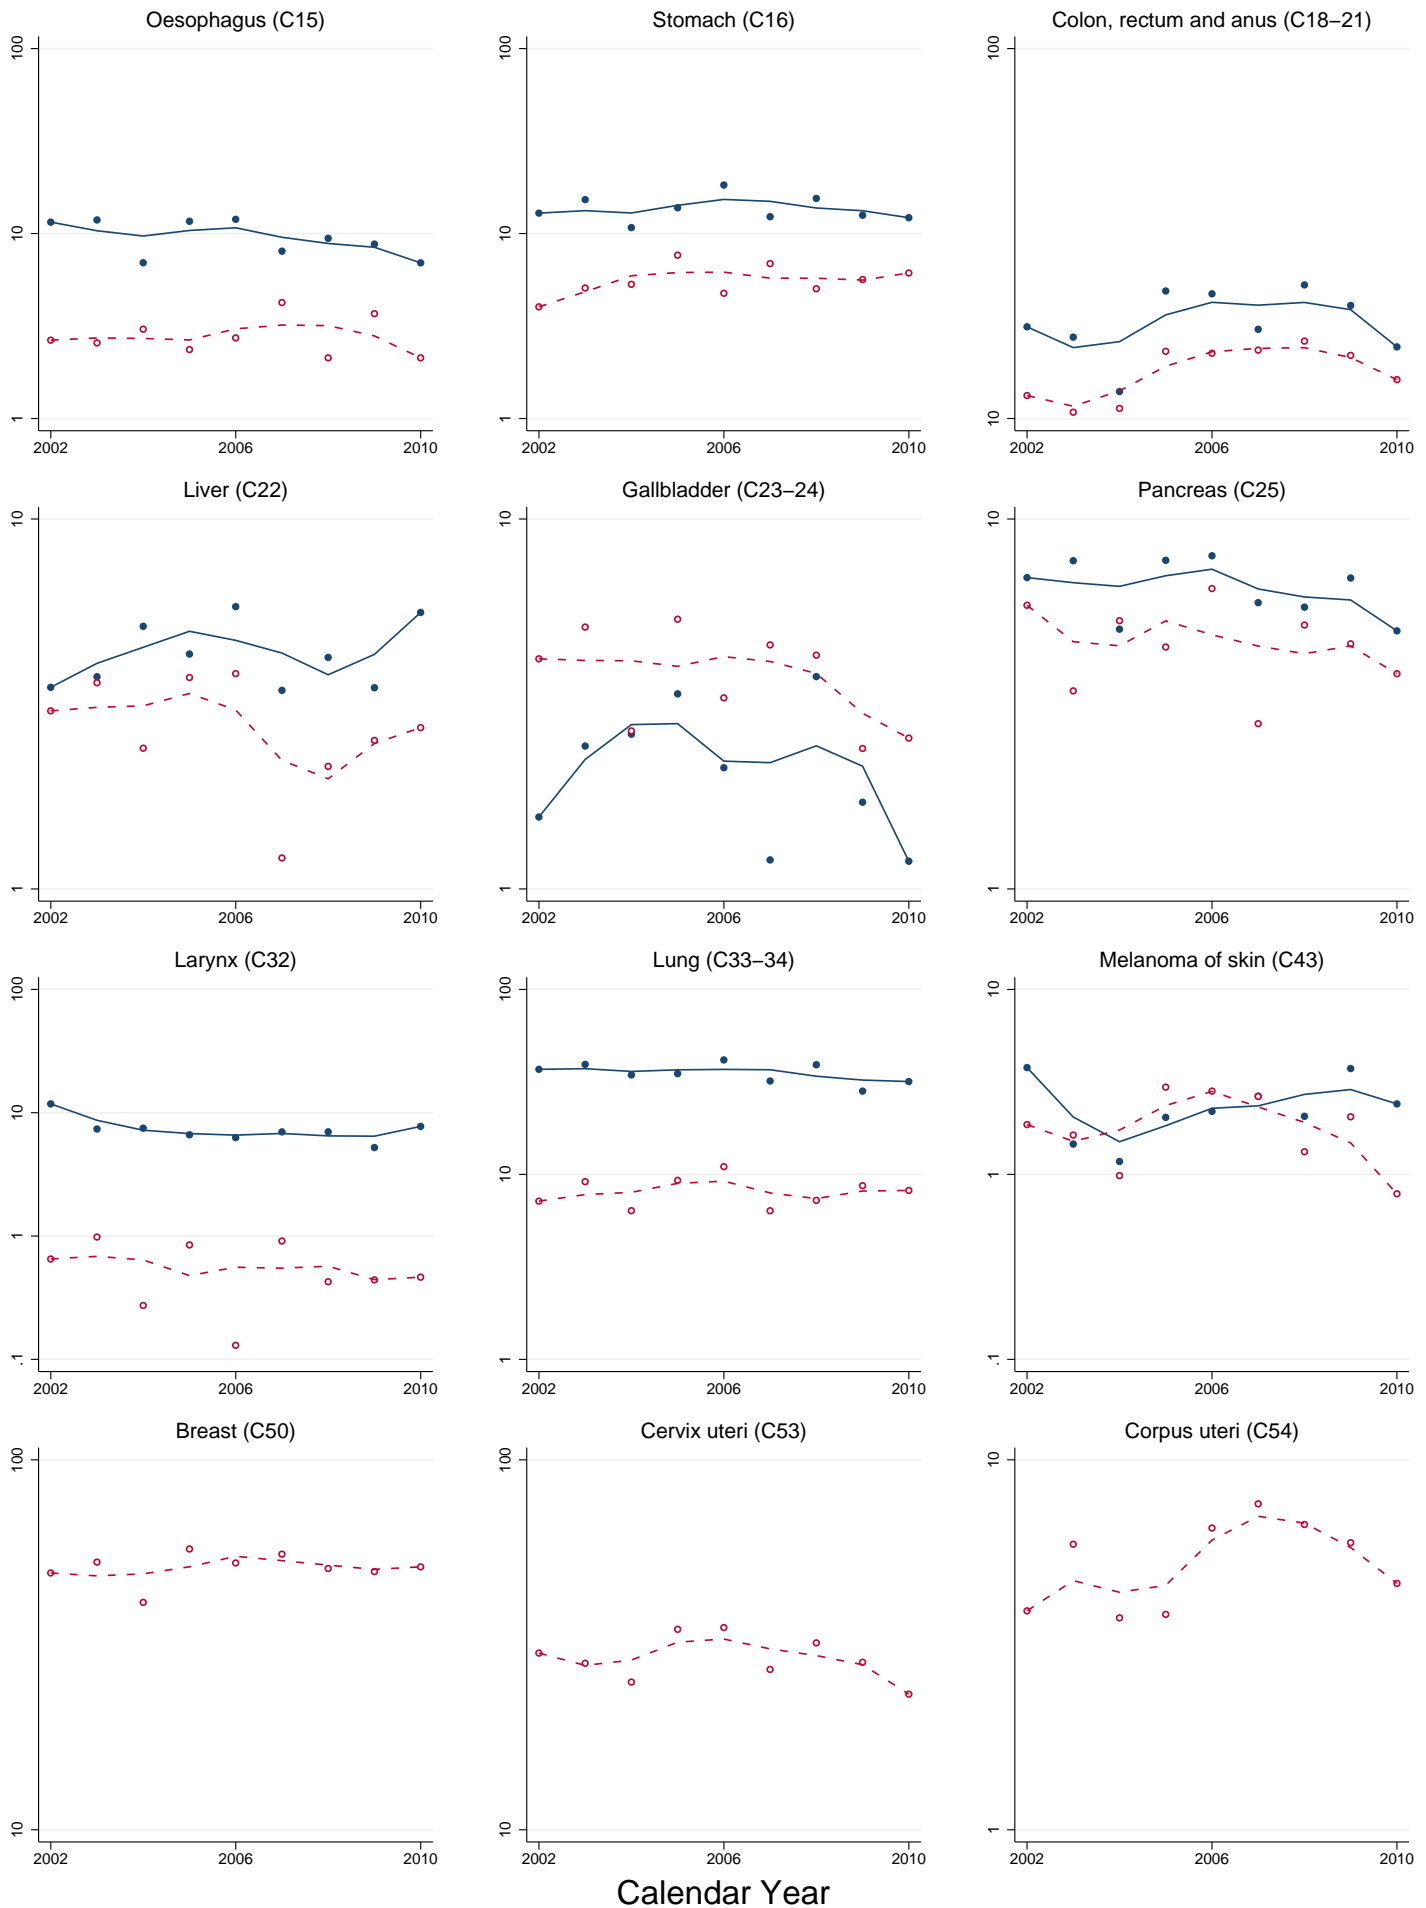 Oesophagus (C15)
100
10
1
2002 2006 2010
Stomach (C16)
100
10
1
2002 2006 2010
Colon, rectum and anus (C18−21)
100
10
2002 2006 2010
Liver (C22)
10
1
2002 2006 2010
Gallbladder (C23−24)
10
1
2002 2006 2010
Pancreas (C25)
10
1
2002 2006 2010
Larynx (C32)
100
10
1
.1
2002 2006 2010
Lung (C33−34)
100
10
1
2002 2006 2010
Melanoma of skin (C43)
10
1
.1
2002 2006 2010
Breast (C50)
100
10
2002 2006 2010
Cervix uteri (C53)
100
10
2002 2006 2010
Corpus uteri (C54)
10
1
2002 2006 2010
Calendar Year